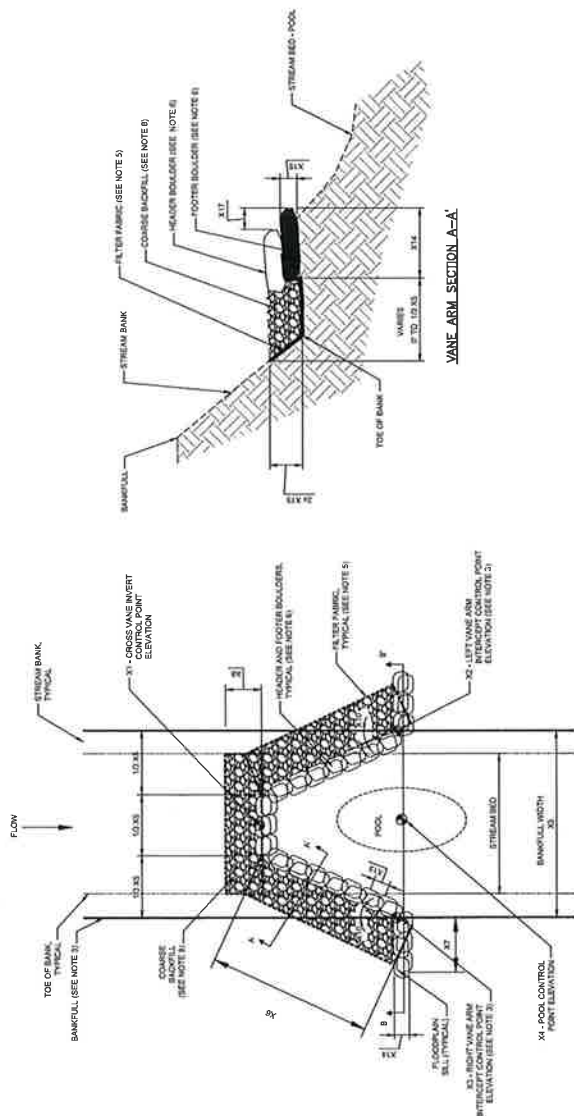 FLOW
STREAM BANK,
TYPICAL
TOE OF BANK,
TYPICAL
BANKFULL (SEE NOTE 3)
1/3 X5
1/3 X5
1/3 X5
X1 - CROSS VANE INVERT
CONTROL POINT
ELEVATION
COARSE
BACKFILL
(SEE NOTE 8)
HEADER AND FOOTER BOULDERS,
TYPICAL (SEE NOTE 6)
FILTER FABRIC,
TYPICAL (SEE NOTE 5)
A
A'
POOL
B
B'
X14
X7
FLOODPLAIN
SILL (TYPICAL)
X2 - LEFT VANE ARM
INTERCEPT CONTROL POINT
ELEVATION (SEE NOTE 3)
X3 - RIGHT VANE ARM
INTERCEPT CONTROL POINT
ELEVATION (SEE NOTE 3)
STREAM BED
BANKFULL WIDTH
X5
X4 - POOL CONTROL
POINT ELEVATION
BANKFULL
STREAM BANK
FILTER FABRIC (SEE NOTE 5)
COARSE BACKFILL (SEE NOTE 8)
HEADER BOULDER (SEE NOTE 6)
FOOTER BOULDER (SEE NOTE 6)
X17
X15
STREAM BED - POOL
2x X15
TOE OF BANK
VARIES
0' TO 1/2 X5
X14
VANE ARM SECTION A-A'